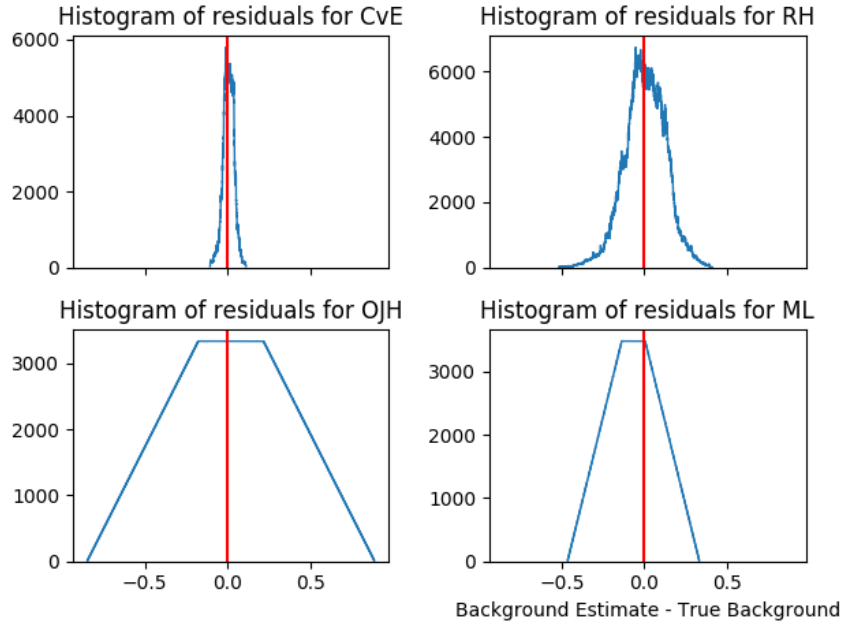 Histogram of residuals for CvE
6000
4000
2000
0
Histogram of residuals for RH
6000
4000
2000
0
Histogram of residuals for OJH
3000
2000
1000
0
−0.5 0.0 0.5
Histogram of residuals for ML
3000
2000
1000
0
−0.5 0.0 0.5
Background Estimate - True Background